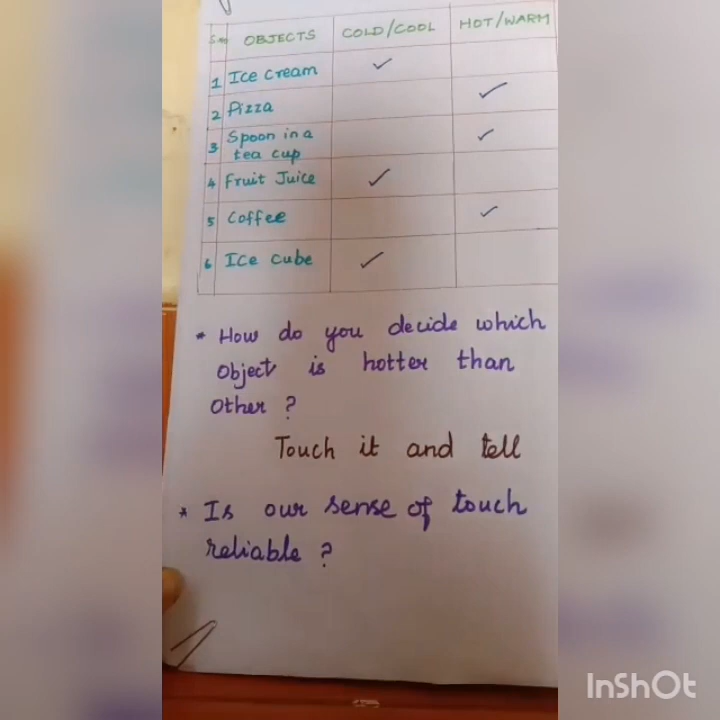 S.no OBJECTS COLD/COOL HOT/WARM
1 Ice cream ✓
2 Pizza ✓
3 Spoon in a
tea cup ✓
4 Fruit Juice ✓
5 Coffee ✓
6 Ice cube ✓
* How do you decide which
object is hotter than
other ?
Touch it and tell
* Is our sense of touch
reliable ?
InShOt